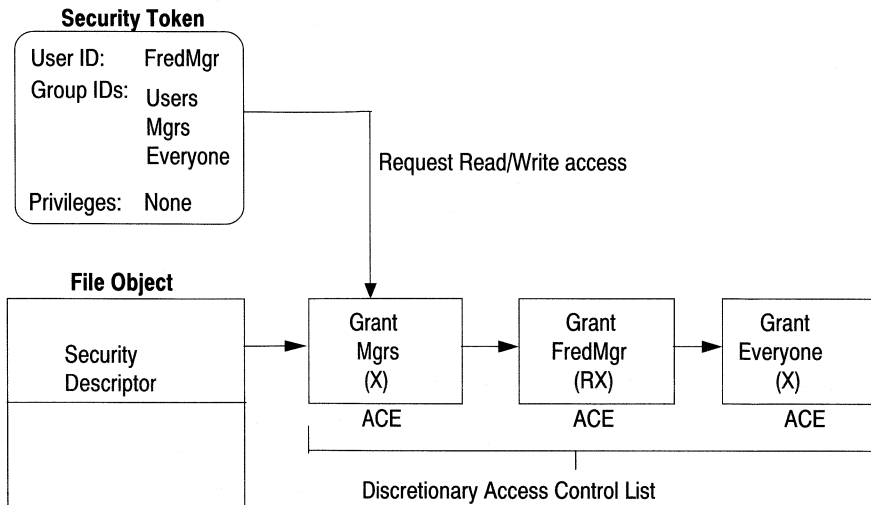 Security Token
User ID: FredMgr
Group IDs: Users
Mgrs
Everyone
Privileges: None
Request Read/Write access
File Object
Security
Descriptor
Grant
Mgrs
(X)
ACE
Grant
FredMgr
(RX)
ACE
Grant
Everyone
(X)
ACE
Discretionary Access Control List